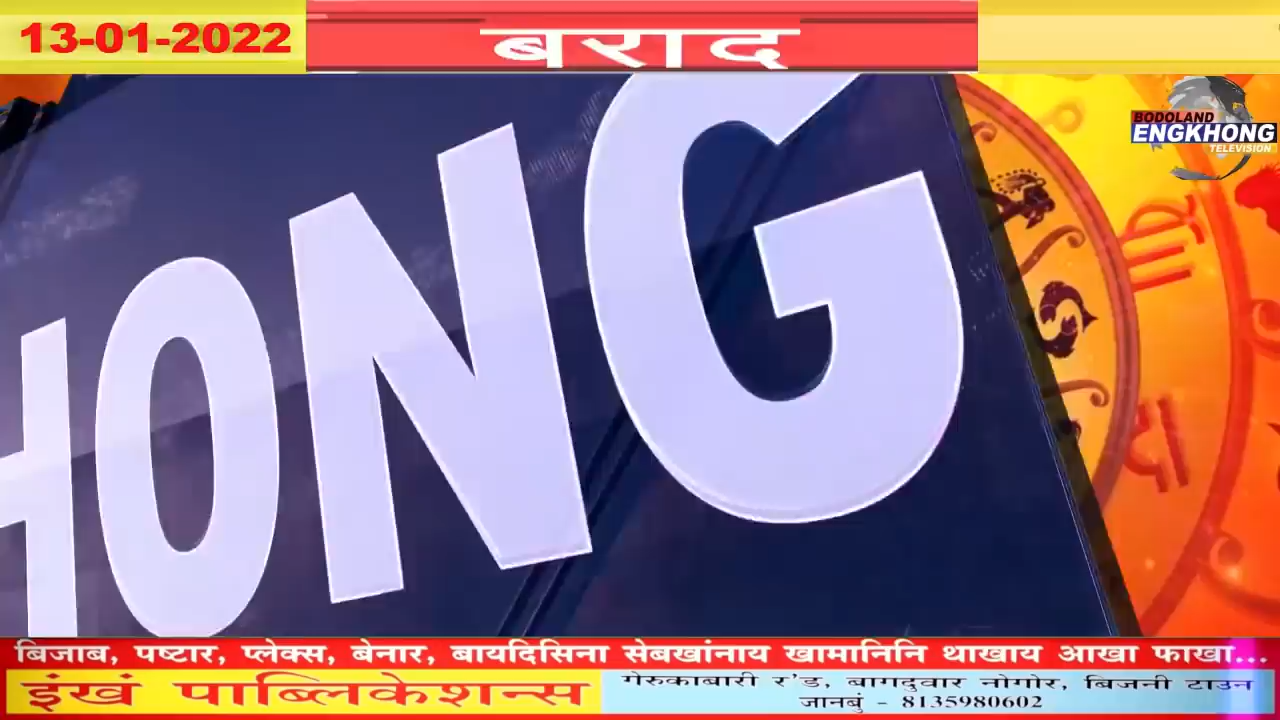 13-01-2022
बराद
BODOLAND
ENGKHONG
TELEVISION
HONG
बिजाब, पष्टार, प्लेक्स, बेनार, बायदिसिना सेबखांनाय खामानिनि थाखाय आखा फाखा...
इंखं पाब्लिकेशन्स
गेरुकाबारी र'ड, बागदुवार नोगोर, बिजनी टाउन
जानबुं - 8135980602